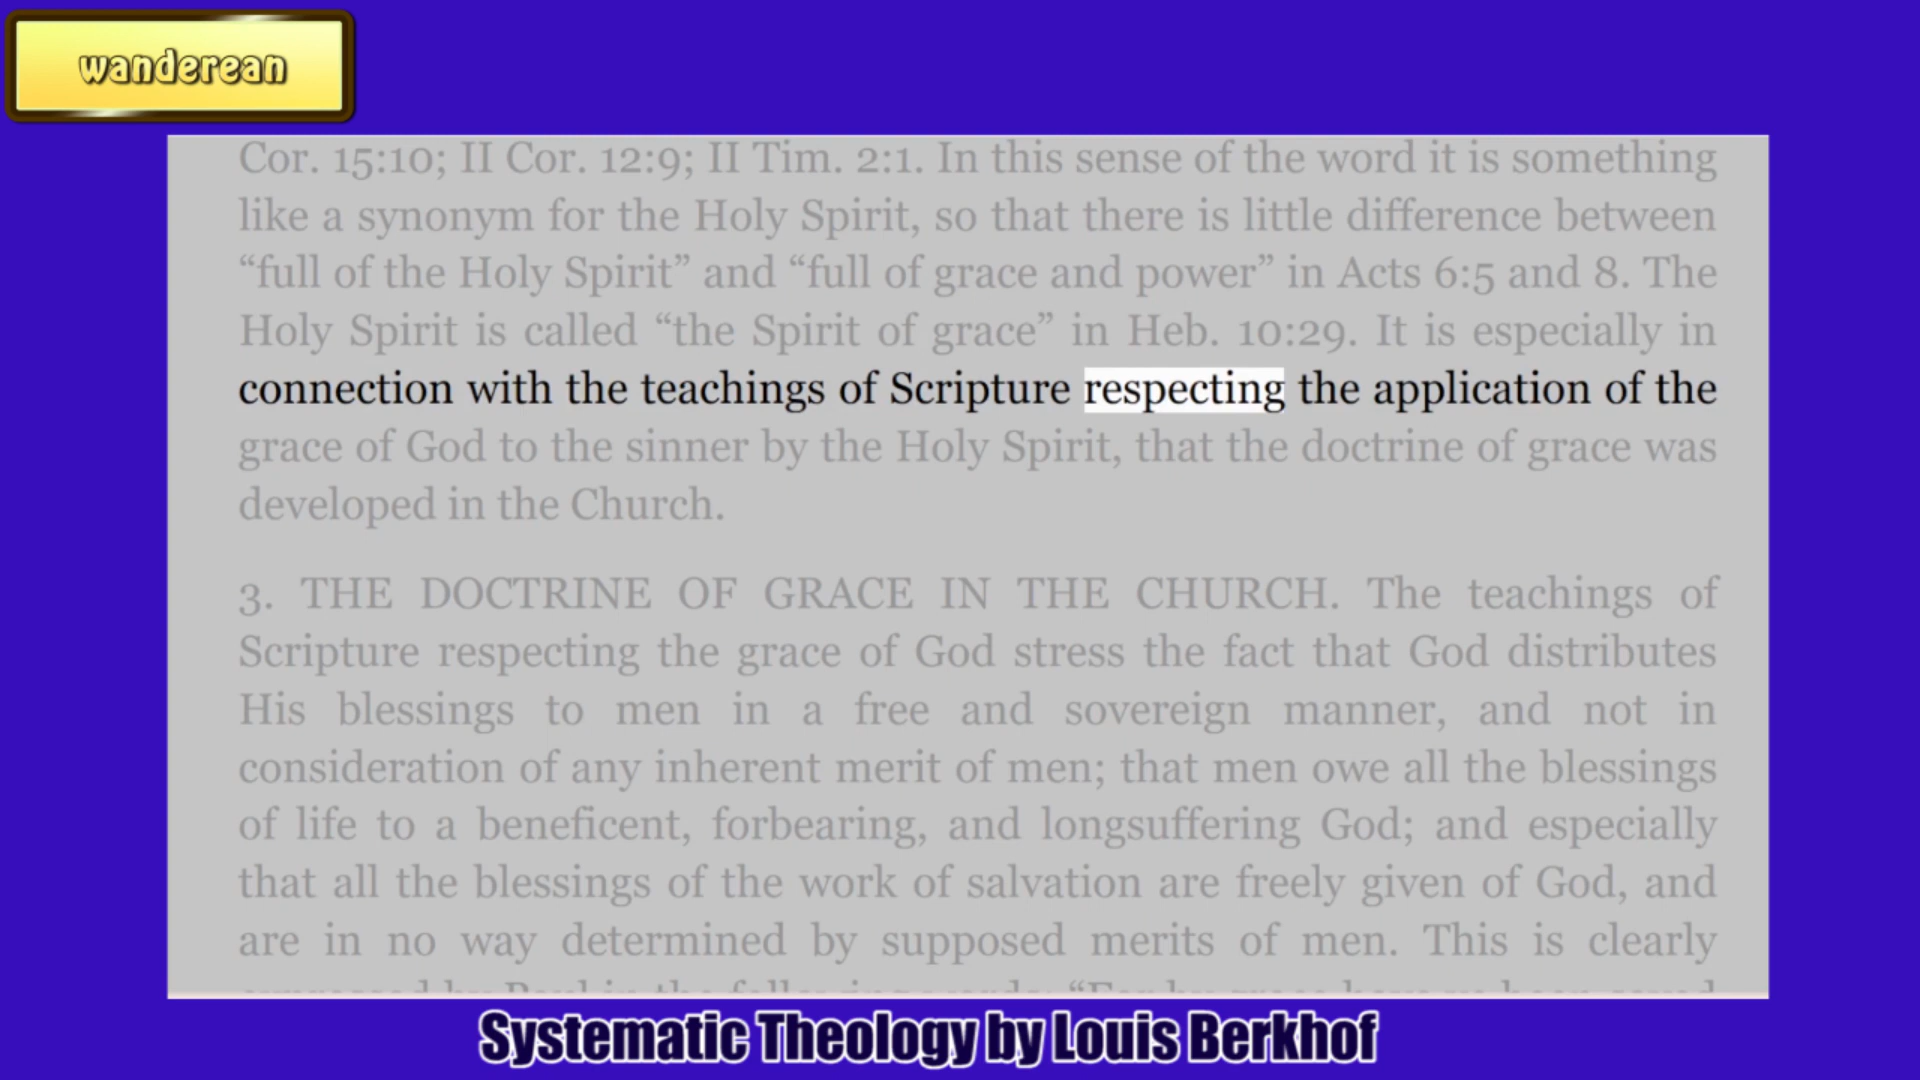 wanderean
Cor. 15:10; II Cor. 12:9; II Tim. 2:1. In this sense of the word it is something
like a synonym for the Holy Spirit, so that there is little difference between
“full of the Holy Spirit” and “full of grace and power” in Acts 6:5 and 8. The
Holy Spirit is called “the Spirit of grace” in Heb. 10:29. It is especially in
connection with the teachings of Scripture respecting the application of the
grace of God to the sinner by the Holy Spirit, that the doctrine of grace was
developed in the Church.
3. THE DOCTRINE OF GRACE IN THE CHURCH. The teachings of
Scripture respecting the grace of God stress the fact that God distributes
His blessings to men in a free and sovereign manner, and not in
consideration of any inherent merit of men; that men owe all the blessings
of life to a beneficent, forbearing, and longsuffering God; and especially
that all the blessings of the work of salvation are freely given of God, and
are in no way determined by supposed merits of men. This is clearly
Systematic Theology by Louis Berkhof